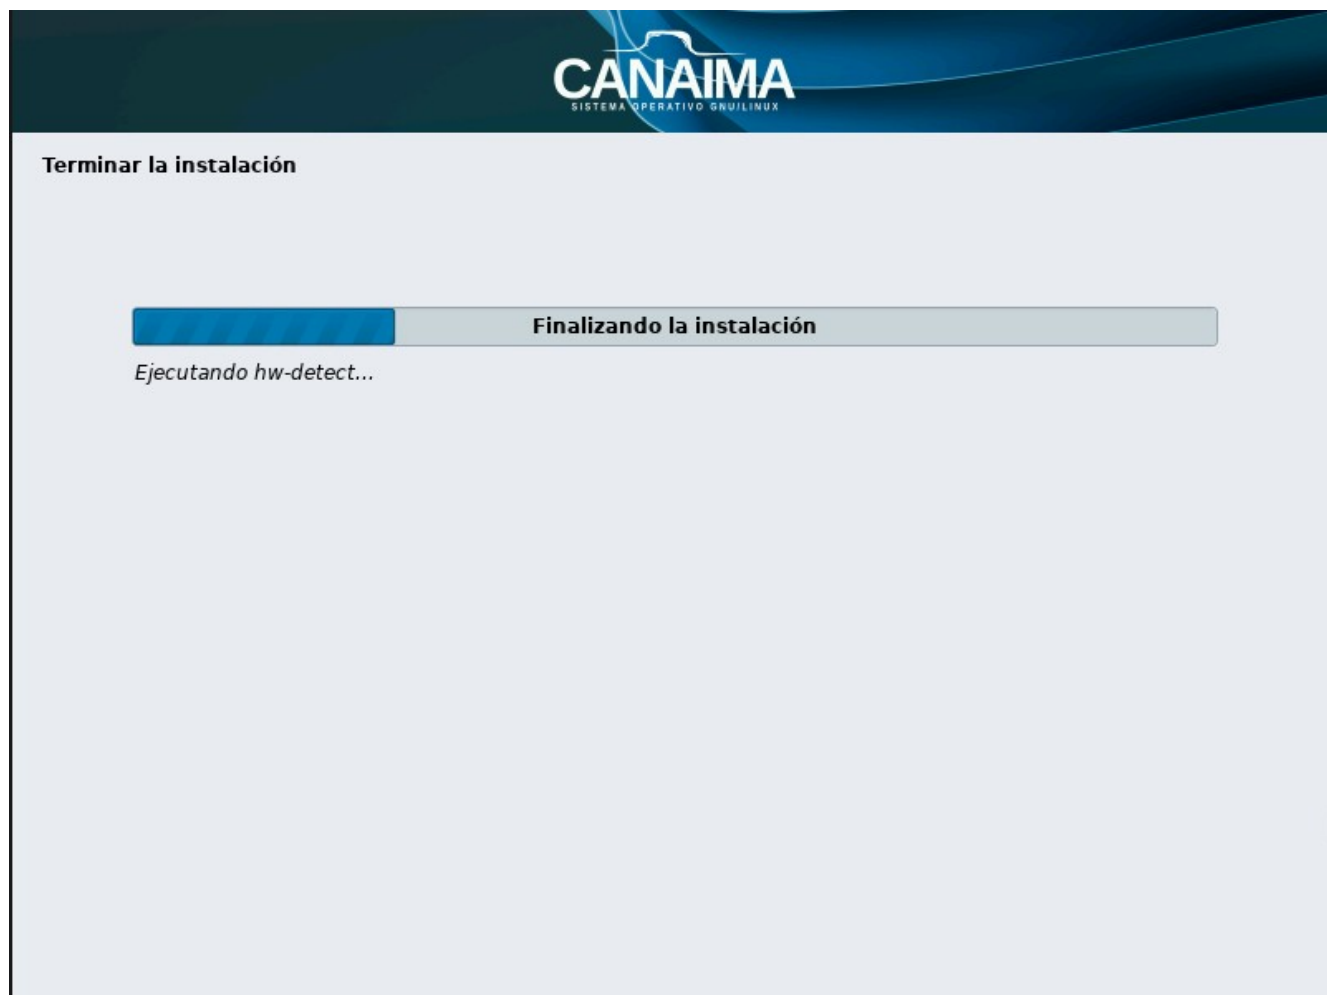 CANAIMA
SISTEMA OPERATIVO GNU/LINUX
Terminar la instalación
Finalizando la instalación
Ejecutando hw-detect...